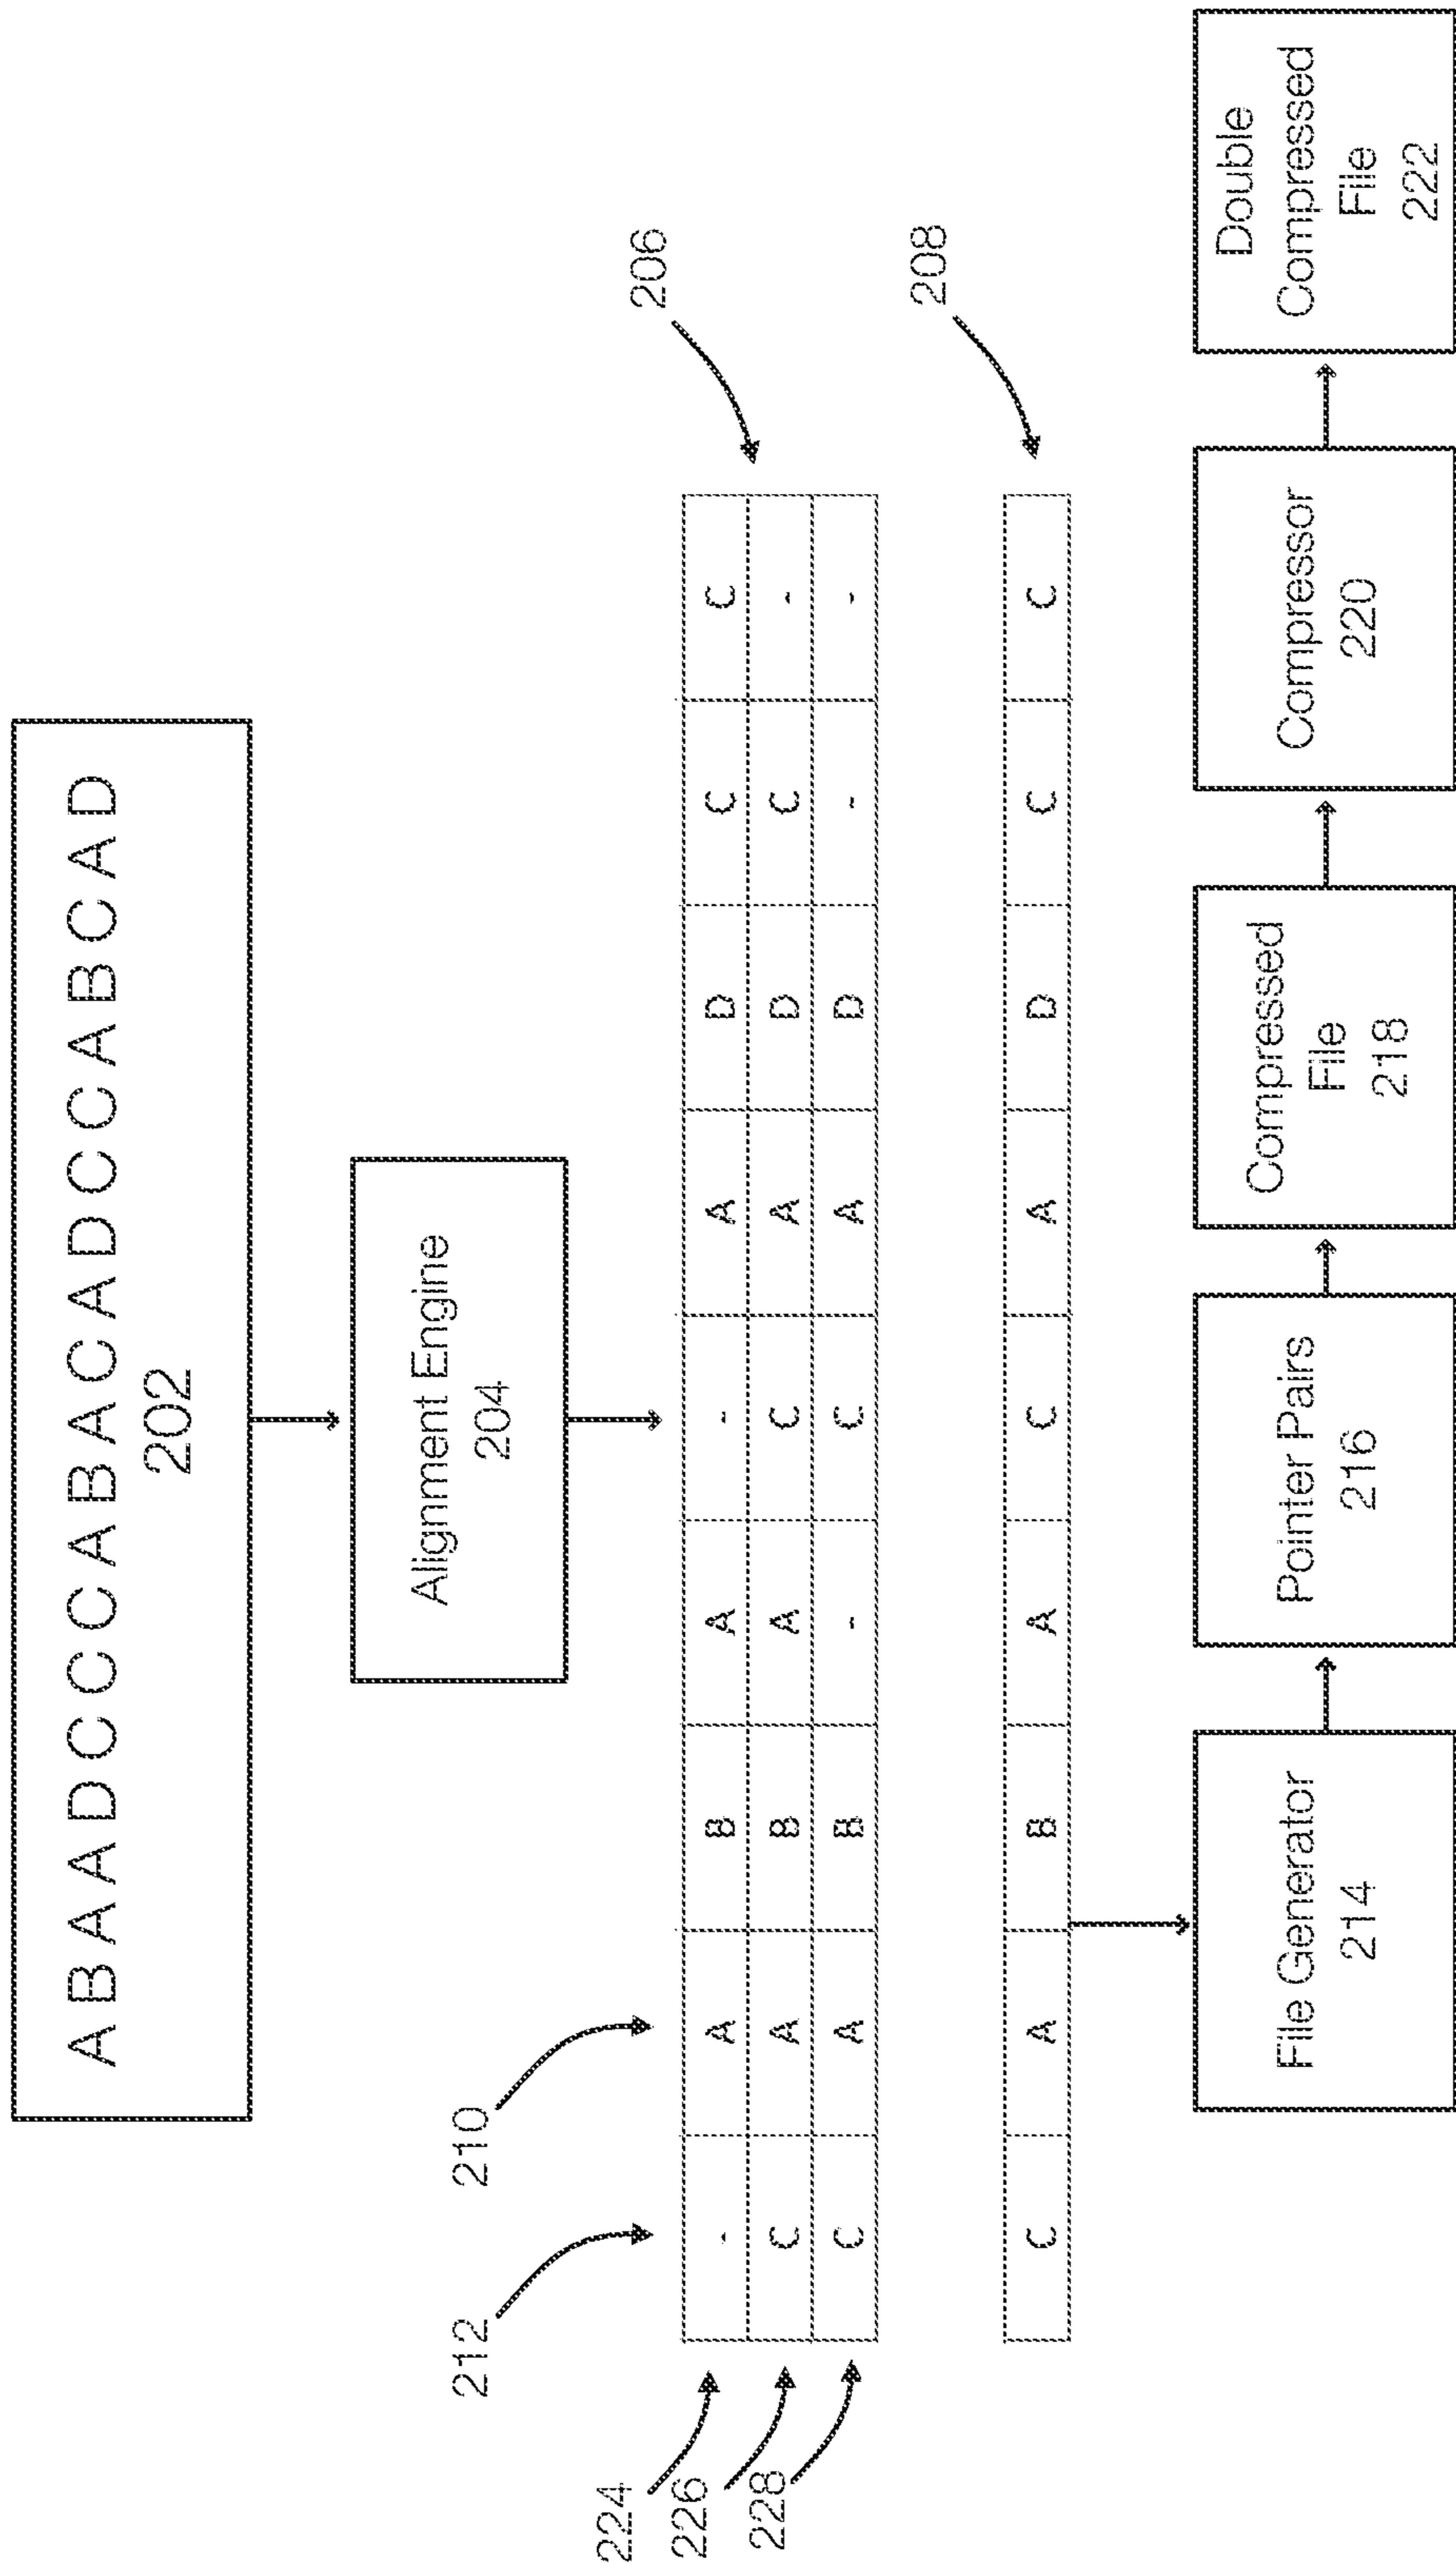 A B A A D C C C A B A C A D C C A B C A D
202
Alignment Engine
204
212
210
206
224
- A B A - A D C C
226
C A B A C A D C -
228
C A B - C A D - -
208
C A B A C A D C C
File Generator
214
Pointer Pairs
216
Compressed
File
218
Compressor
220
Double
Compressed
File
222